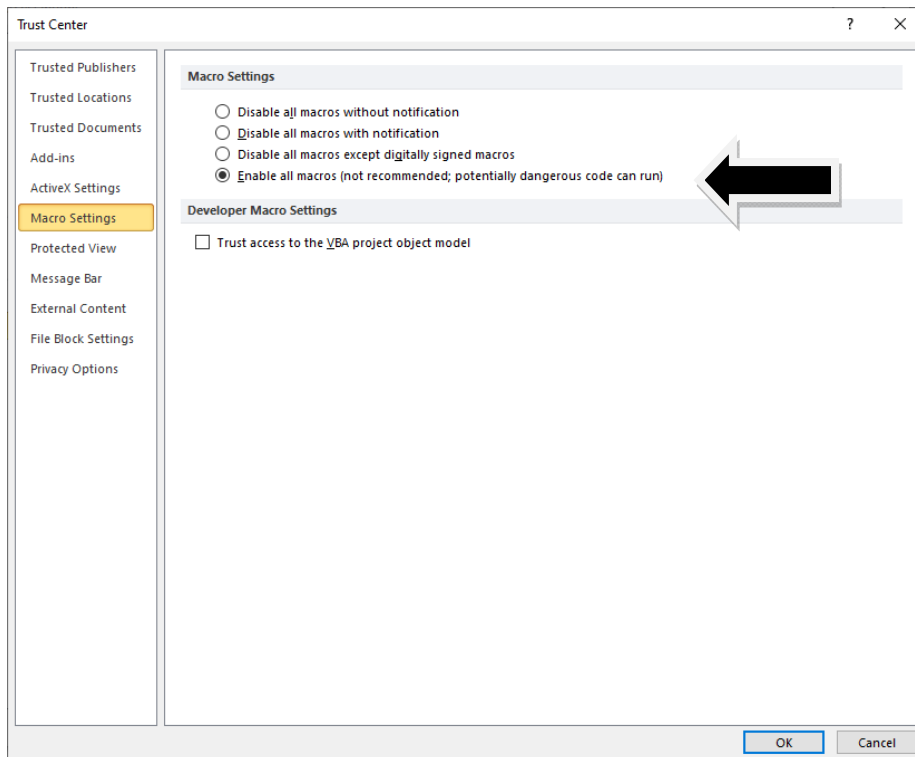 Trust Center
?
Trusted Publishers
Trusted Locations
Trusted Documents
Add-ins
ActiveX Settings
Macro Settings
Protected View
Message Bar
External Content
File Block Settings
Privacy Options
Macro Settings
Disable all macros without notification
Disable all macros with notification
Disable all macros except digitally signed macros
Enable all macros (not recommended; potentially dangerous code can run)
Developer Macro Settings
Trust access to the VBA project object model
OK
Cancel